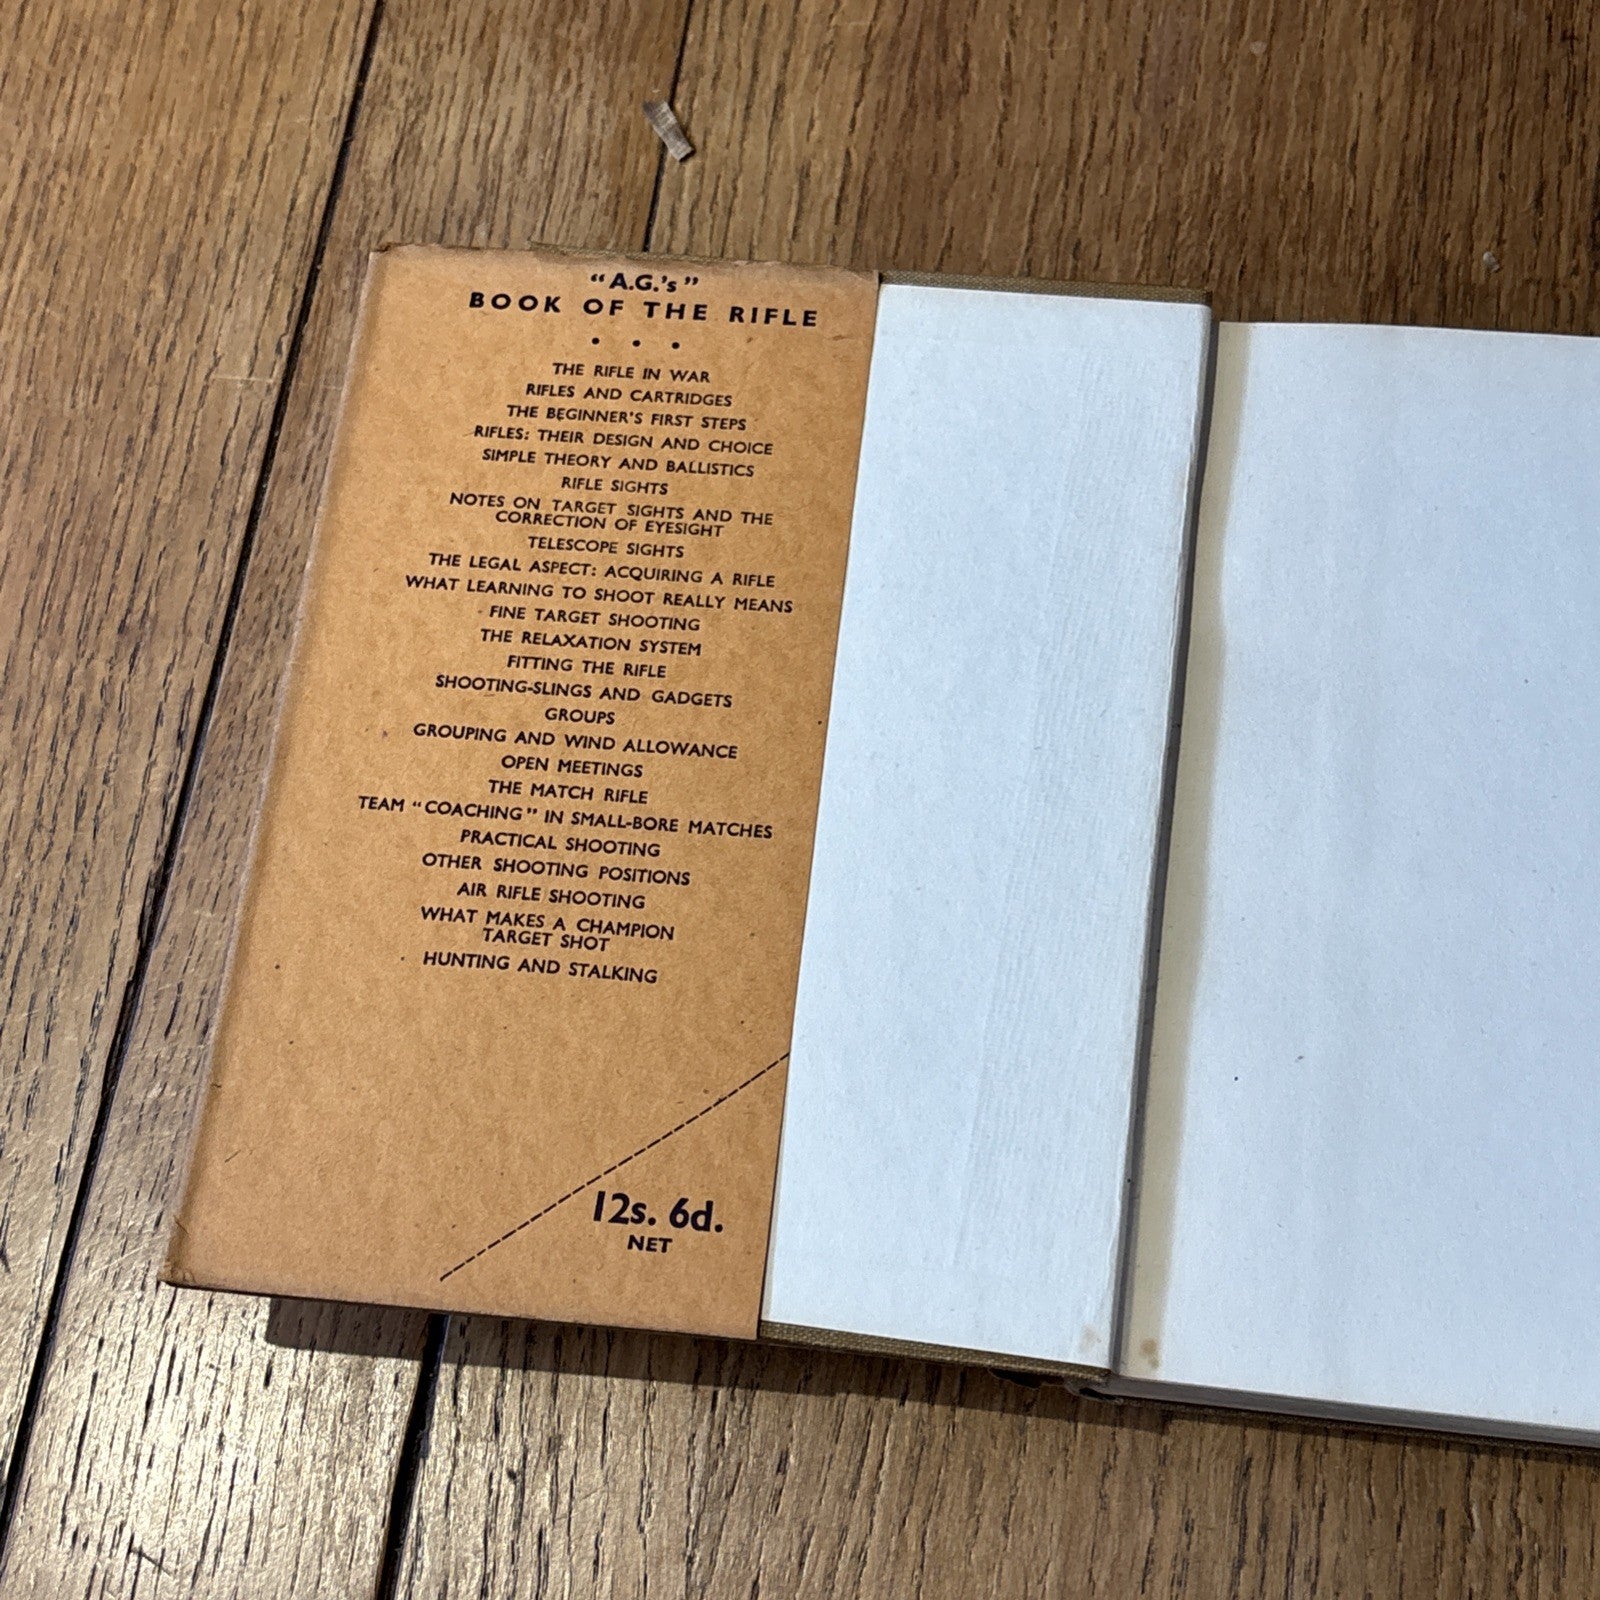 “A.G.’s”
BOOK OF THE RIFLE
• • •
THE RIFLE IN WAR
RIFLES AND CARTRIDGES
THE BEGINNER’S FIRST STEPS
RIFLES: THEIR DESIGN AND CHOICE
SIMPLE THEORY AND BALLISTICS
RIFLE SIGHTS
NOTES ON TARGET SIGHTS AND THE
CORRECTION OF EYESIGHT
TELESCOPE SIGHTS
THE LEGAL ASPECT: ACQUIRING A RIFLE
WHAT LEARNING TO SHOOT REALLY MEANS
FINE TARGET SHOOTING
THE RELAXATION SYSTEM
FITTING THE RIFLE
SHOOTING-SLINGS AND GADGETS
GROUPS
GROUPING AND WIND ALLOWANCE
OPEN MEETINGS
THE MATCH RIFLE
TEAM “COACHING” IN SMALL-BORE MATCHES
PRACTICAL SHOOTING
OTHER SHOOTING POSITIONS
AIR RIFLE SHOOTING
WHAT MAKES A CHAMPION
TARGET SHOT
HUNTING AND STALKING
12s. 6d.
NET